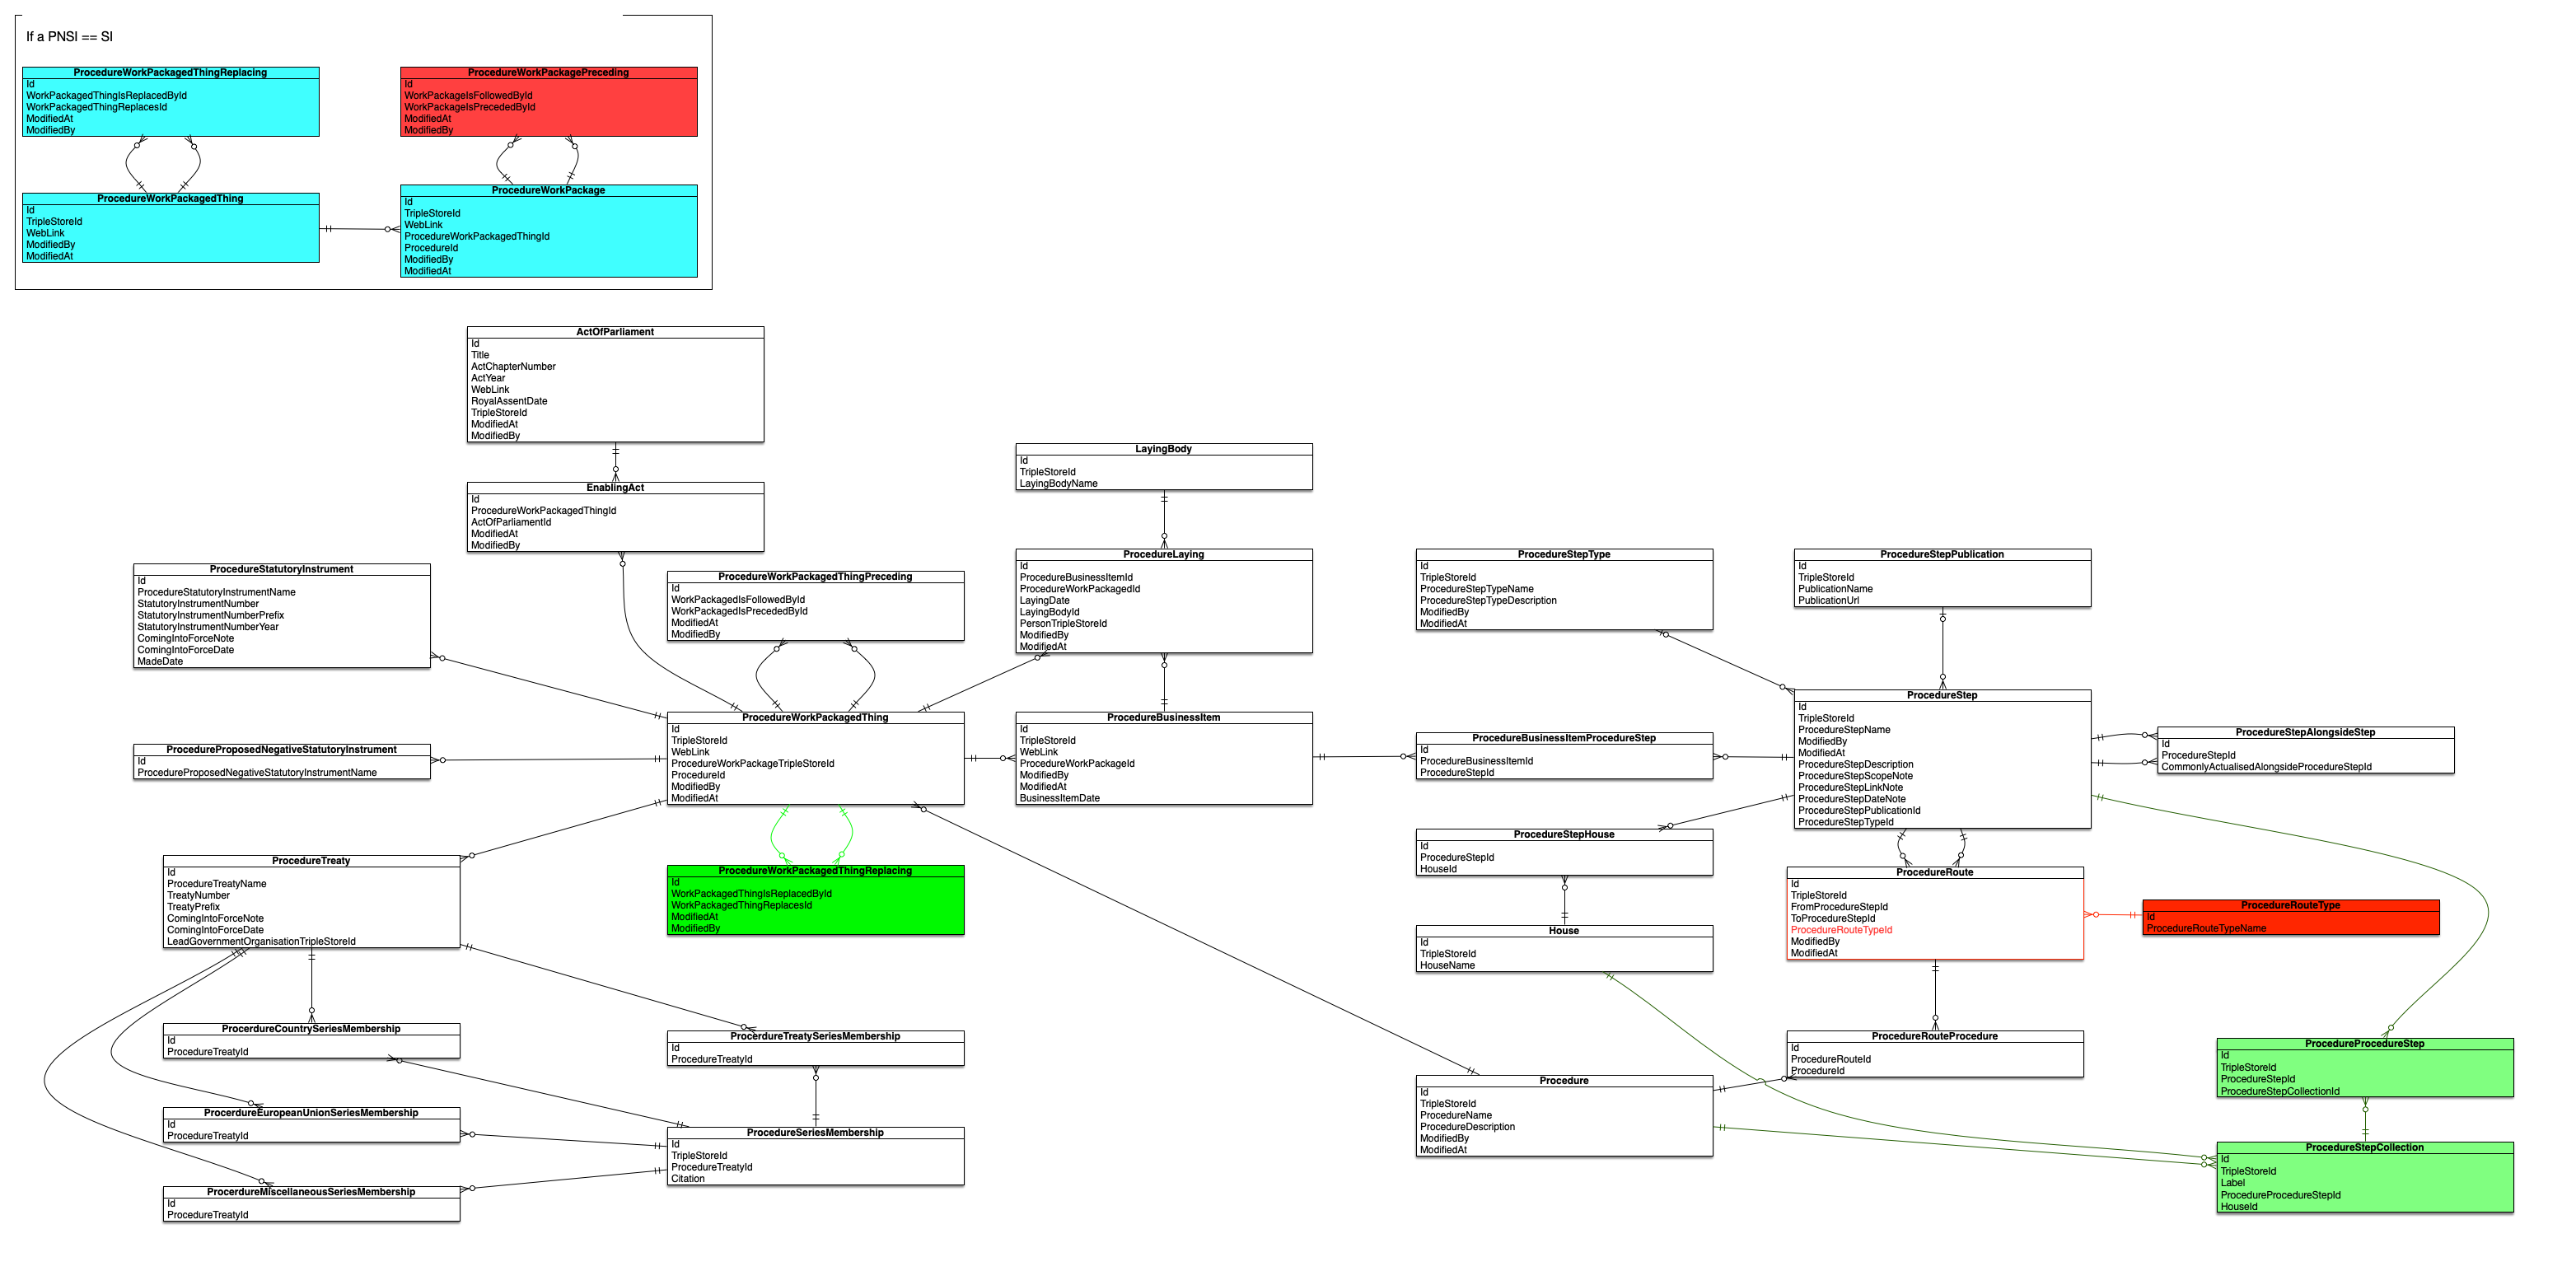 If a PNSI == SI
ProcedureWorkPackagedThingReplacing
Id
WorkPackagedThingIsReplacedById
WorkPackagedThingReplacesId
ModifiedAt
ModifiedBy
ProcedureWorkPackagePreceding
Id
WorkPackageIsFollowedById
WorkPackageIsPrecededById
ModifiedAt
ModifiedBy
ProcedureWorkPackagedThing
Id
TripleStoreId
WebLink
ModifiedBy
ModifiedAt
ProcedureWorkPackage
Id
TripleStoreId
WebLink
ProcedureWorkPackagedThingId
ProcedureId
ModifiedBy
ModifiedAt
ActOfParliament
Id
Title
ActChapterNumber
ActYear
WebLink
RoyalAssentDate
TripleStoreId
ModifiedAt
ModifiedBy
EnablingAct
Id
ProcedureWorkPackagedThingId
ActOfParliamentId
ModifiedAt
ModifiedBy
LayingBody
Id
TripleStoreId
LayingBodyName
ProcedureStatutoryInstrument
Id
ProcedureStatutoryInstrumentName
StatutoryInstrumentNumber
StatutoryInstrumentNumberPrefix
StatutoryInstrumentNumberYear
ComingIntoForceNote
ComingIntoForceDate
MadeDate
ProcedureWorkPackagedThingPreceding
Id
WorkPackagedIsFollowedById
WorkPackagedIsPrecededById
ModifiedAt
ModifiedBy
ProcedureLaying
Id
ProcedureBusinessItemId
ProcedureWorkPackagedId
LayingDate
LayingBodyId
PersonTripleStoreId
ModifiedBy
ModifiedAt
ProcedureStepType
Id
TripleStoreId
ProcedureStepTypeName
ProcedureStepTypeDescription
ModifiedBy
ModifiedAt
ProcedureStepPublication
Id
TripleStoreId
PublicationName
PublicationUrl
ProcedureProposedNegativeStatutoryInstrument
Id
ProcedureProposedNegativeStatutoryInstrumentName
ProcedureWorkPackagedThing
Id
TripleStoreId
WebLink
ProcedureWorkPackageTripleStoreId
ProcedureId
ModifiedBy
ModifiedAt
ProcedureBusinessItem
Id
TripleStoreId
WebLink
ProcedureWorkPackageId
ModifiedBy
ModifiedAt
BusinessItemDate
ProcedureBusinessItemProcedureStep
Id
ProcedureBusinessItemId
ProcedureStepId
ProcedureStep
Id
TripleStoreId
ProcedureStepName
ModifiedBy
ModifiedAt
ProcedureStepDescription
ProcedureStepScopeNote
ProcedureStepLinkNote
ProcedureStepDateNote
ProcedureStepPublicationId
ProcedureStepTypeId
ProcedureStepAlongsideStep
Id
ProcedureStepId
CommonlyActualisedAlongsideProcedureStepId
ProcedureTreaty
Id
ProcedureTreatyName
TreatyNumber
TreatyPrefix
ComingIntoForceNote
ComingIntoForceDate
LeadGovernmentOrganisationTripleStoreId
ProcedureWorkPackagedThingReplacing
Id
WorkPackagedThingIsReplacedById
WorkPackagedThingReplacesId
ModifiedAt
ModifiedBy
ProcedureStepHouse
Id
ProcedureStepId
HouseId
House
Id
TripleStoreId
HouseName
ProcedureRoute
Id
TripleStoreId
FromProcedureStepId
ToProcedureStepId
ProcedureRouteTypeId
ModifiedBy
ModifiedAt
ProcedureRouteType
Id
ProcedureRouteTypeName
ProcerdureCountrySeriesMembership
Id
ProcedureTreatyId
ProcerdureTreatySeriesMembership
Id
ProcedureTreatyId
ProcedureRouteProcedure
Id
ProcedureRouteId
ProcedureId
ProcedureProcedureStep
Id
TripleStoreId
ProcedureStepId
ProcedureStepCollectionId
ProcerdureEuropeanUnionSeriesMembership
Id
ProcedureTreatyId
ProcedureSeriesMembership
Id
TripleStoreId
ProcedureTreatyId
Citation
Procedure
Id
TripleStoreId
ProcedureName
ProcedureDescription
ModifiedBy
ModifiedAt
ProcedureStepCollection
Id
TripleStoreId
Label
ProcedureProcedureStepId
HouseId
ProcerdureMiscellaneousSeriesMembership
Id
ProcedureTreatyId